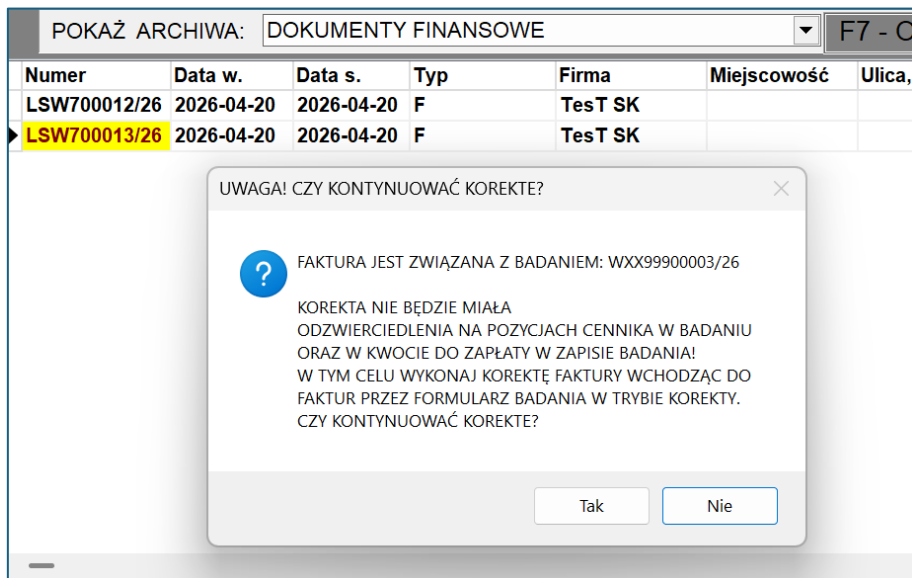 POKAŻ ARCHIWA: DOKUMENTY FINANSOWE F7 - 
Numer Data w. Data s. Typ Firma Miejscowość Ulica,
LSW700012/26 2026-04-20 2026-04-20 F TesT SK
LSW700013/26 2026-04-20 2026-04-20 F TesT SK
UWAGA! CZY KONTYNUOWAĆ KOREKTE?
FAKTURA JEST ZWIĄZANA Z BADANIEM: WXX99900003/26
KOREKTA NIE BĘDZIE MIAŁA
ODZWIERCIEDLENIA NA POZYCJACH CENNIKA W BADANIU
ORAZ W KWOCIE DO ZAPŁATY W ZAPISIE BADANIA!
W TYM CELU WYKONAJ KOREKTĘ FAKTURY WCHODZĄC DO
FAKTUR PRZEZ FORMULARZ BADANIA W TRYBIE KOREKTY.
CZY KONTYNUOWAĆ KOREKTE?
Tak Nie